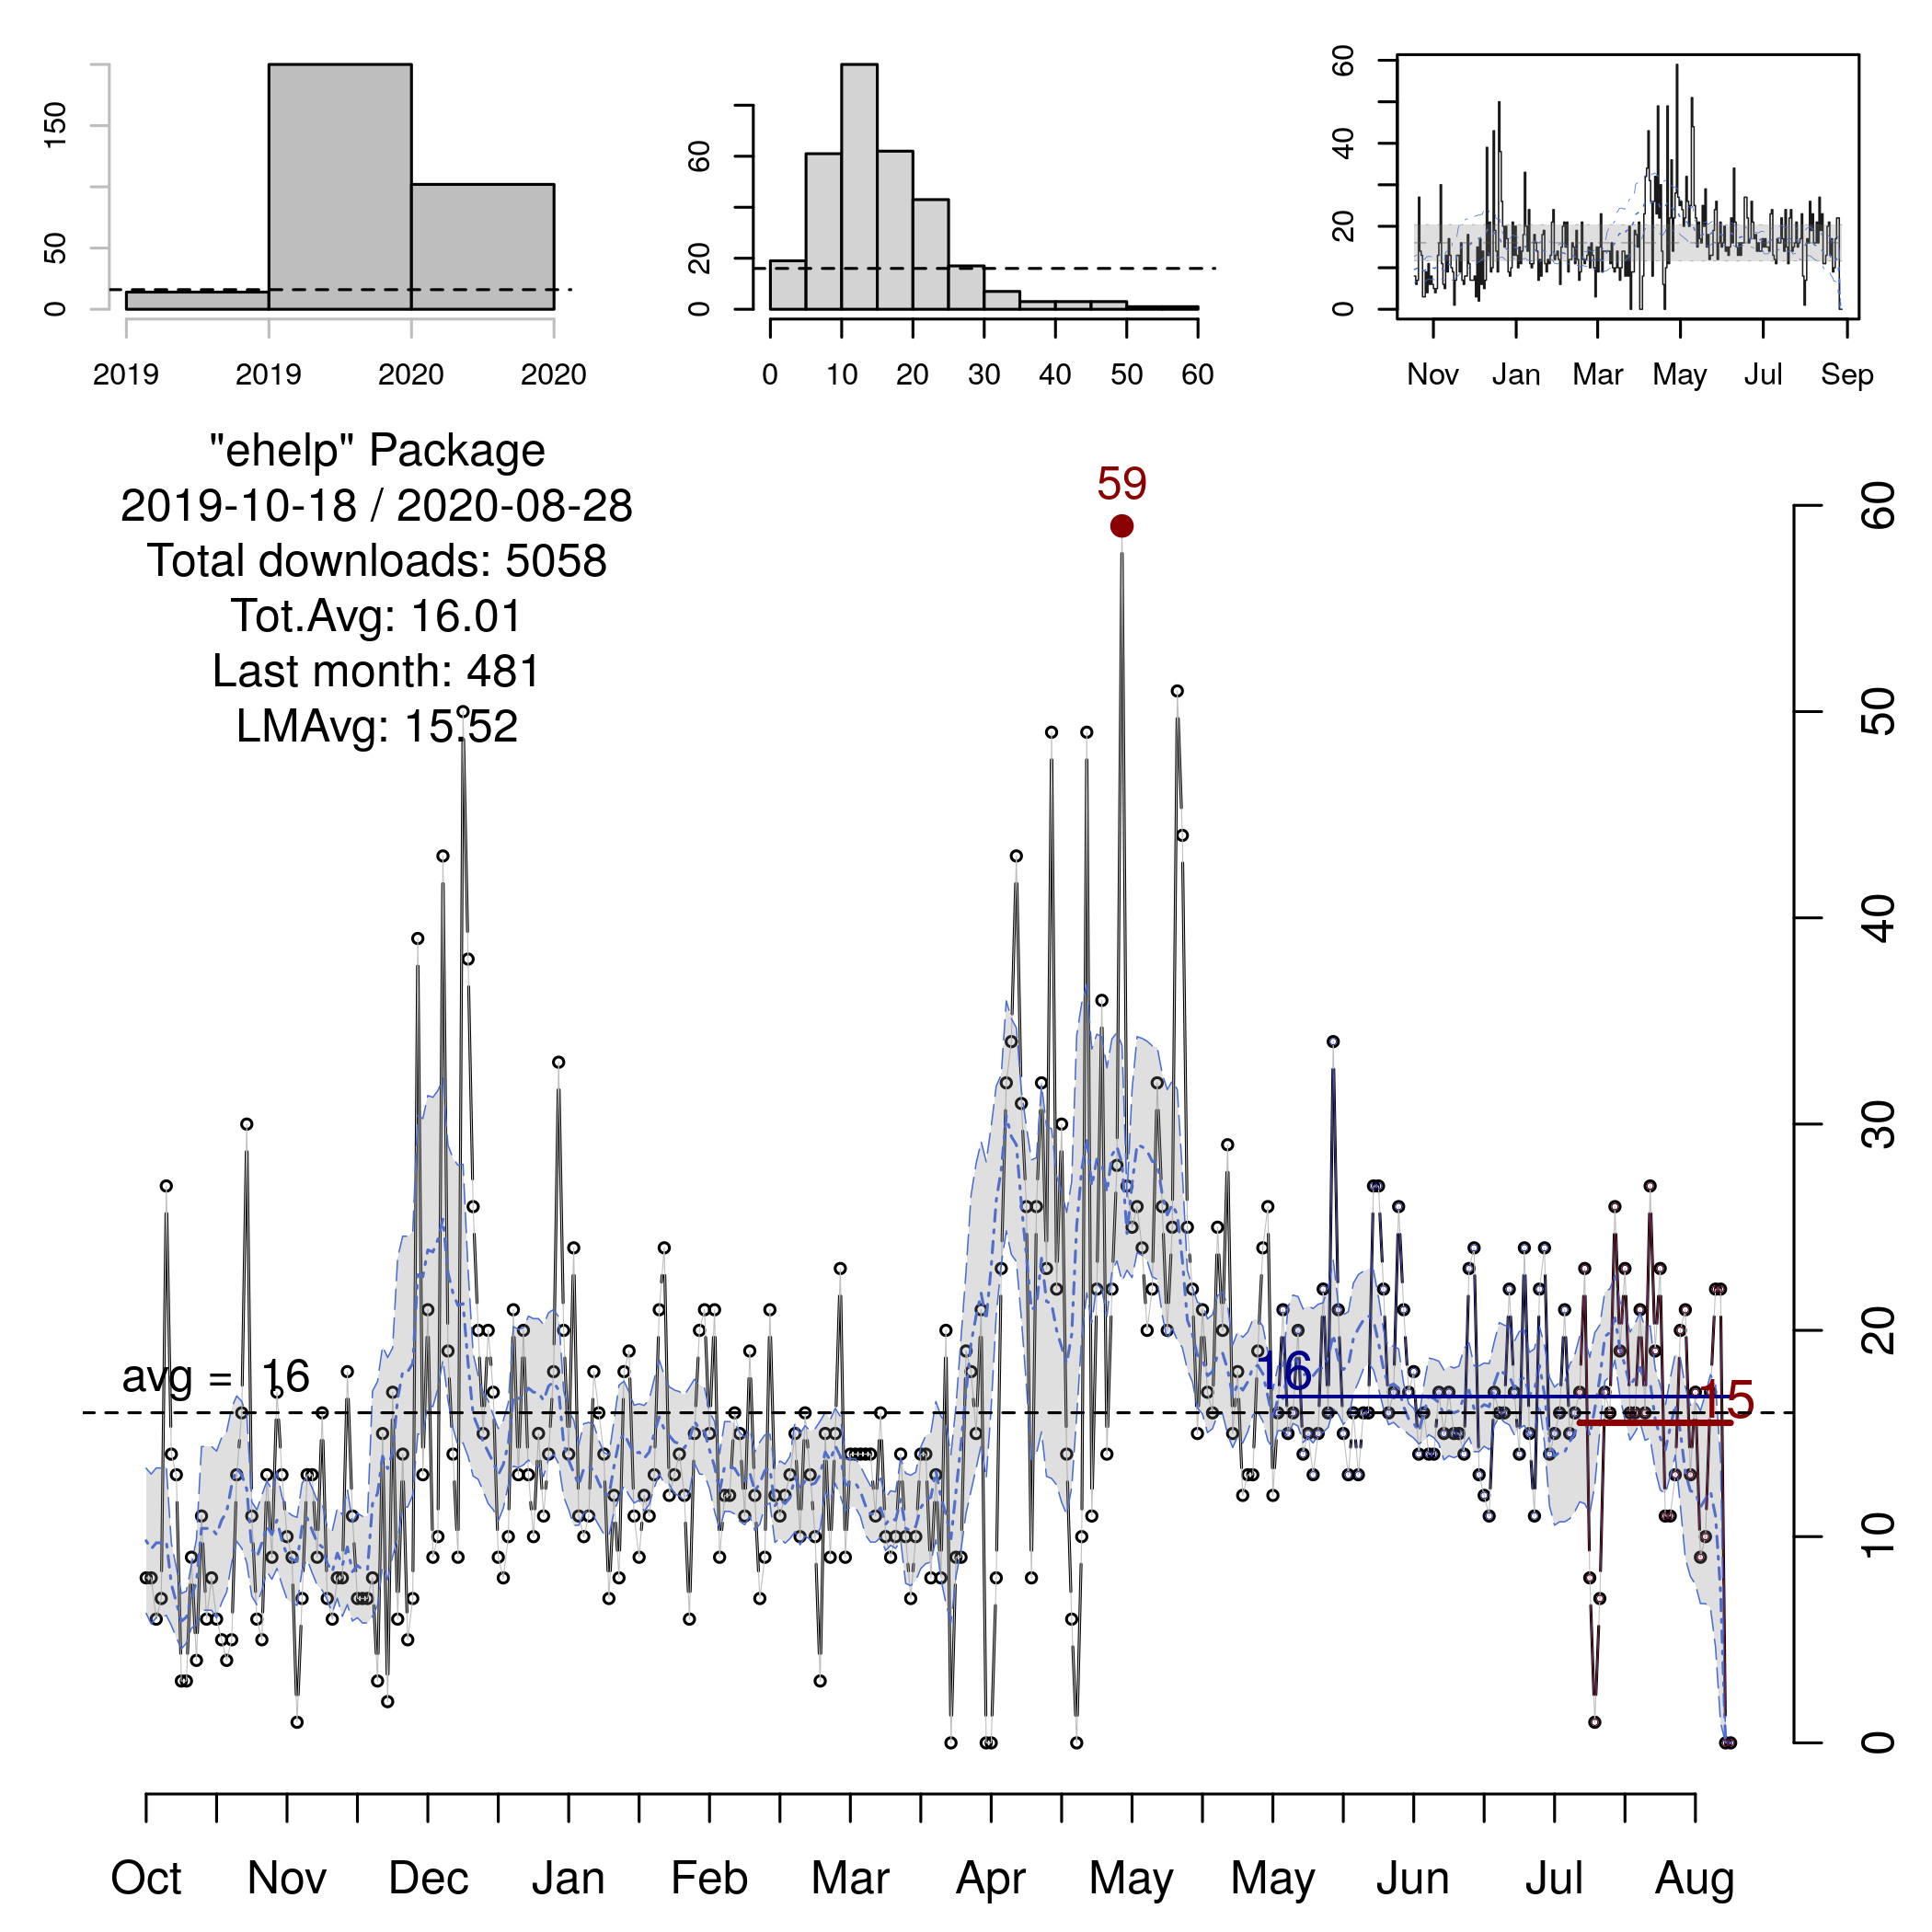 150
50
0
2019 2019 2020 2020
60
20
0
0 10 20 30 40 50 60
60
40
20
0
Nov Jan Mar May Jul Sep
"ehelp" Package
2019-10-18 / 2020-08-28
Total downloads: 5058
Tot.Avg: 16.01
Last month: 481
LMAvg: 15.52
59
avg = 16
16
15
60
50
40
30
20
10
0
Oct Nov Dec Jan Feb Mar Apr May May Jun Jul Aug